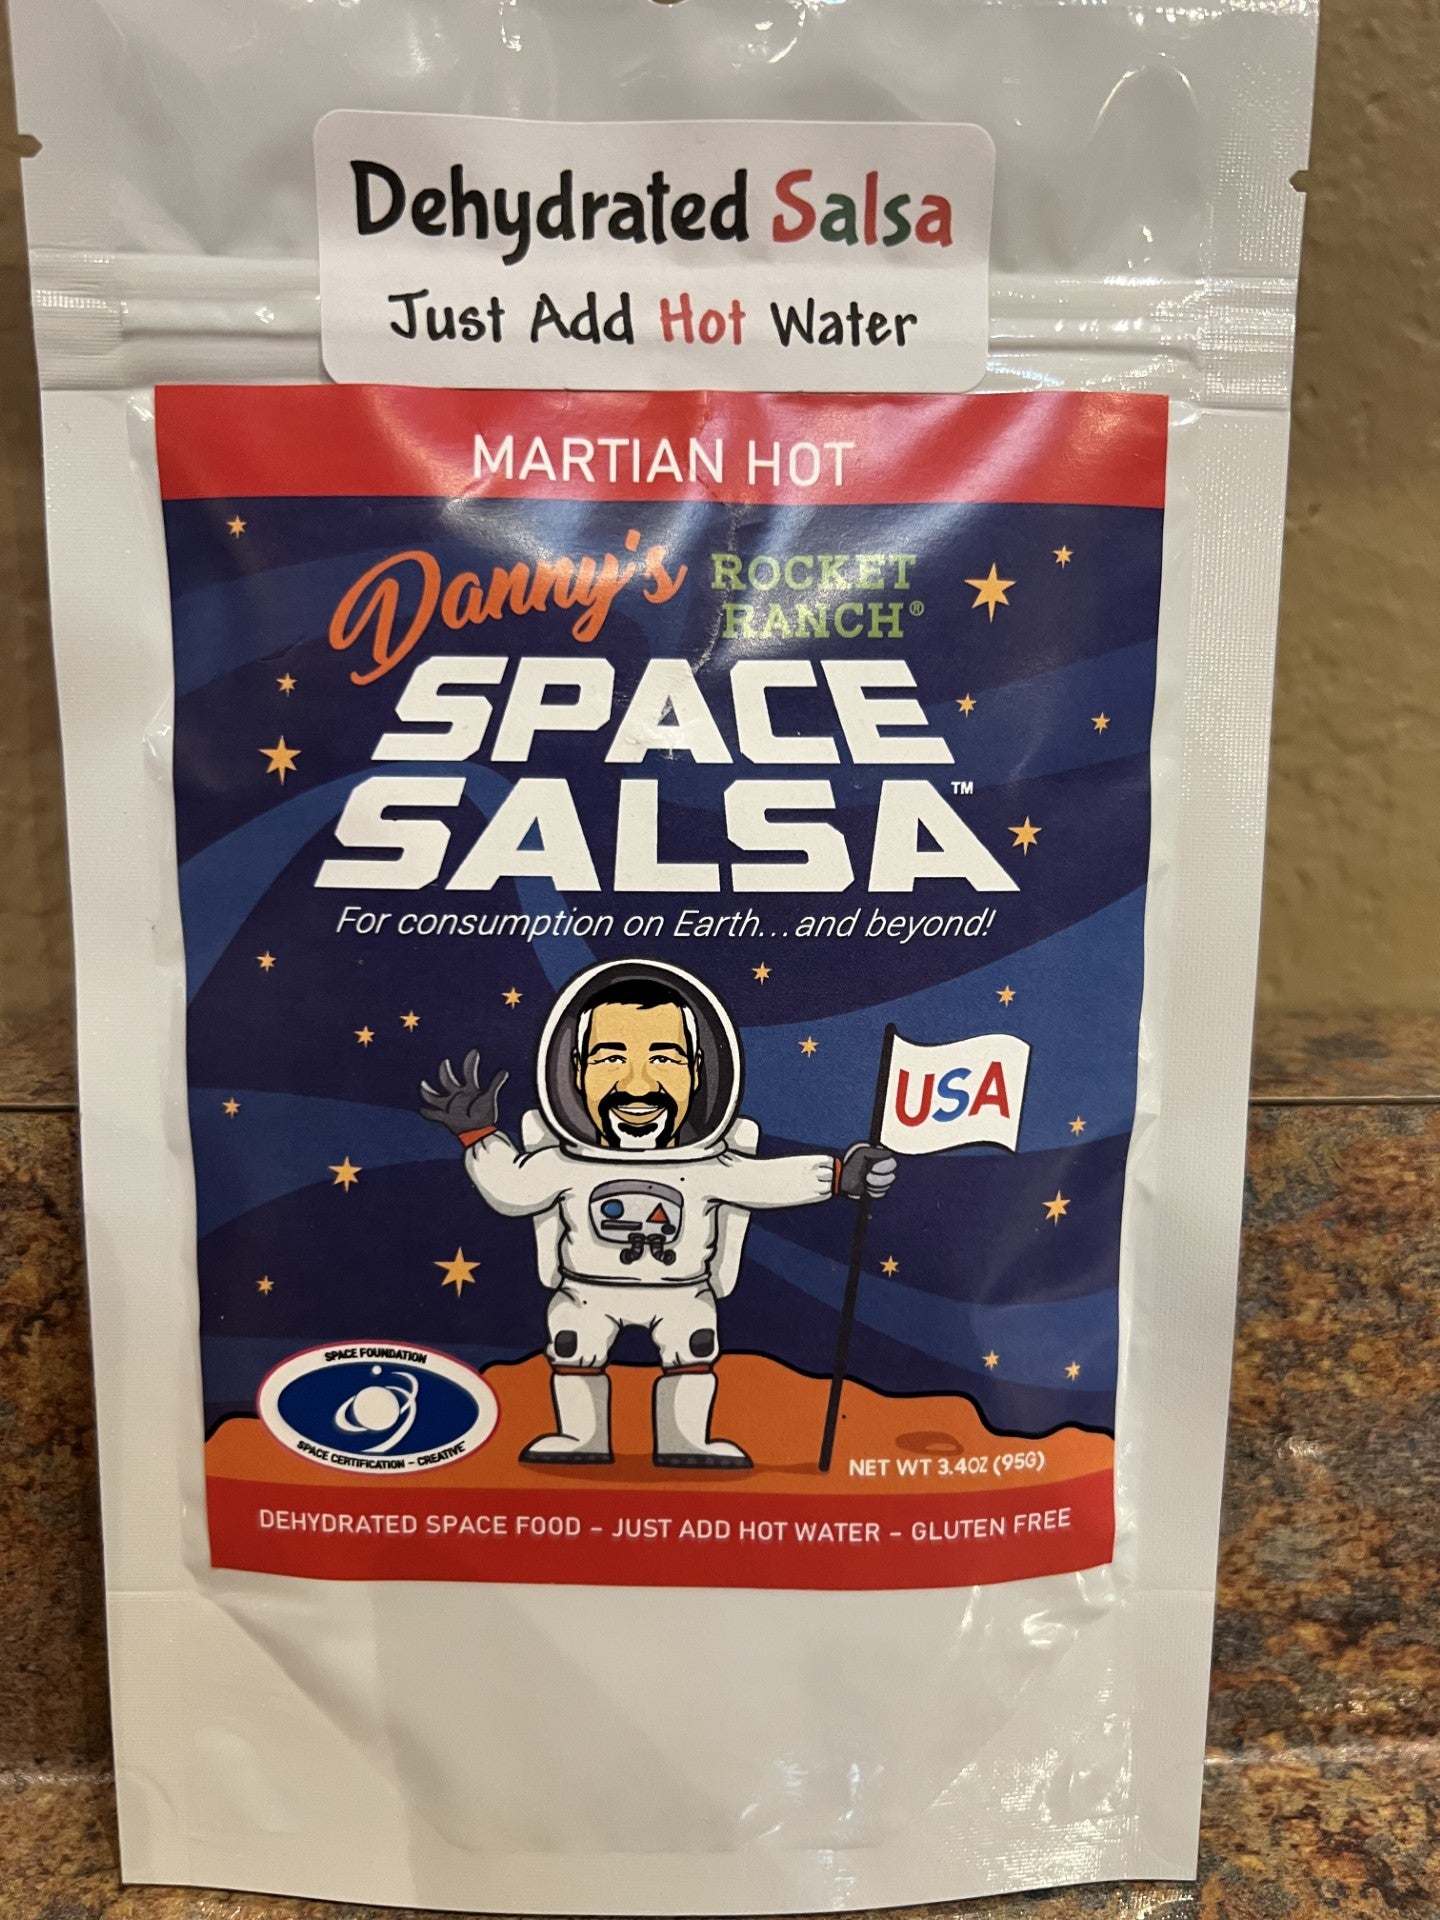 Dehydrated Salsa
Just Add Hot Water
MARTIAN HOT
Danny's ROCKET
RANCH®
SPACE
SALSA™
For consumption on Earth...and beyond!
USA
SPACE FOUNDATION
SPACE CERTIFICATION - CREATIVE
NET WT 3.4OZ (95G)
DEHYDRATED SPACE FOOD - JUST ADD HOT WATER - GLUTEN FREE